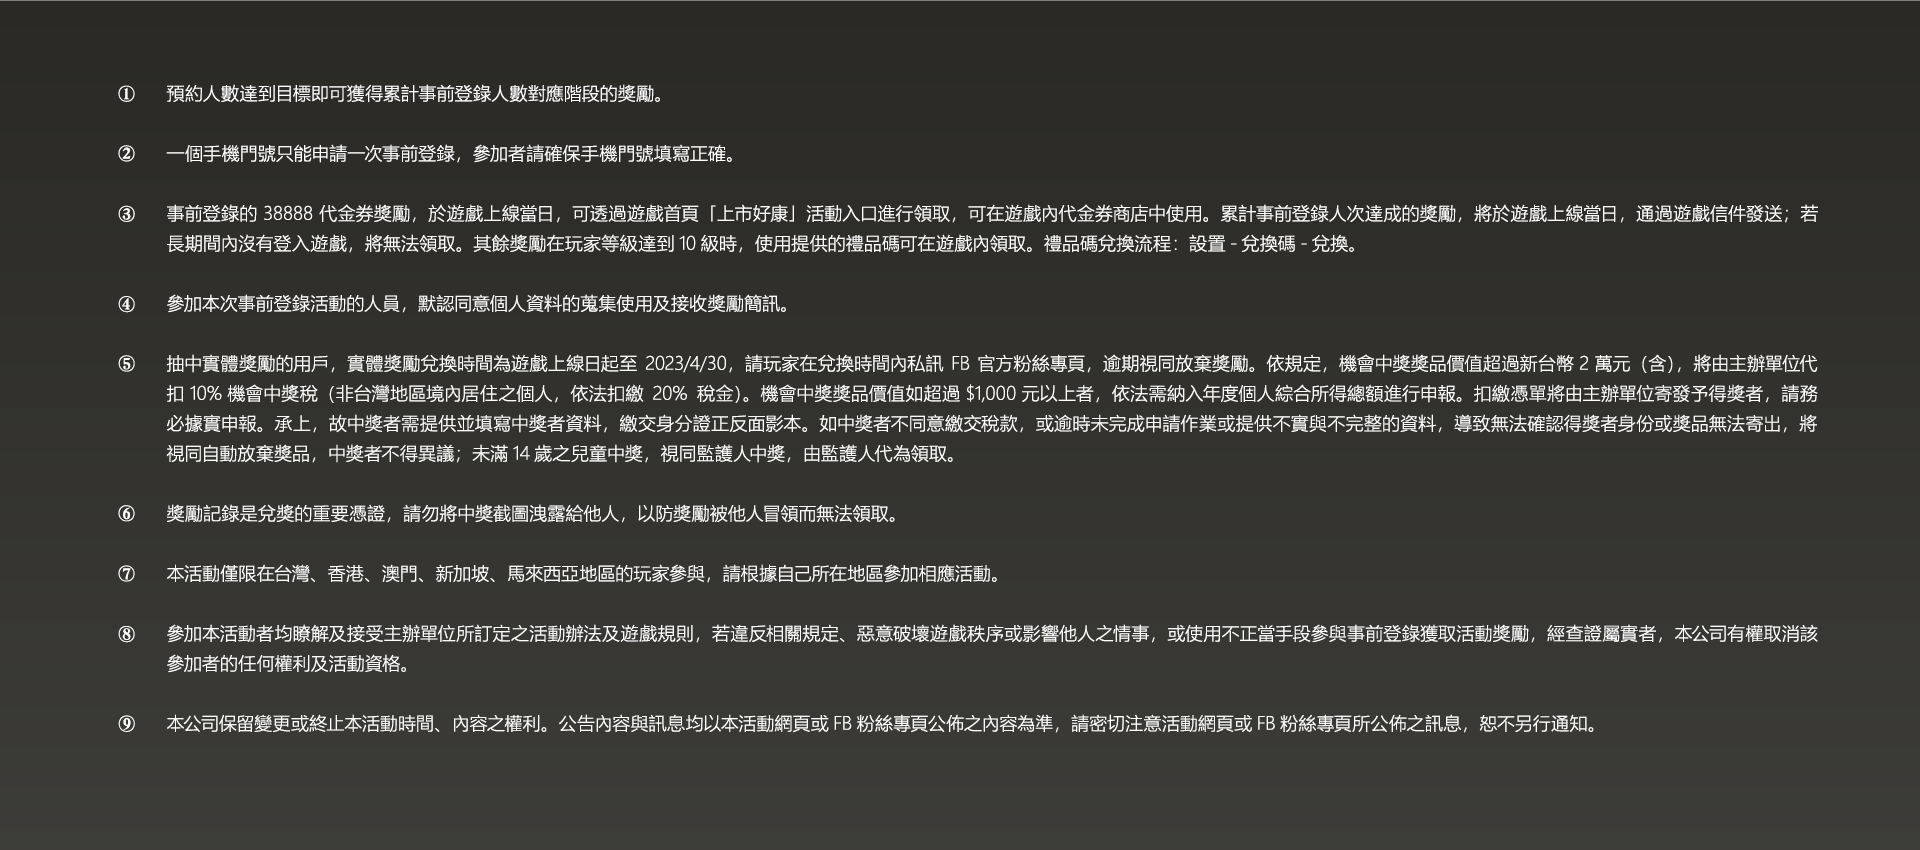 ① 預約人數達到目標即可獲得累計事前登錄人數對應階段的獎勵。
② 一個手機門號只能申請一次事前登錄，參加者請確保手機門號填寫正確。
③ 事前登錄的 38888 代金券獎勵，於遊戲上線當日，可透過遊戲首頁「上市好康」活動入口進行領取，可在遊戲內代金券商店中使用。累計事前登錄人次達成的獎勵，將於遊戲上線當日，通過遊戲信件發送；若
長期間內沒有登入遊戲，將無法領取。其餘獎勵在玩家等級達到 10 級時，使用提供的禮品碼可在遊戲內領取。禮品碼兌換流程：設置 - 兌換碼 - 兌換。
④ 參加本次事前登錄活動的人員，默認同意個人資料的蒐集使用及接收獎勵簡訊。
⑤ 抽中實體獎勵的用戶，實體獎勵兌換時間為遊戲上線日起至 2023/4/30，請玩家在兌換時間內私訊 FB 官方粉絲專頁，逾期視同放棄獎勵。依規定，機會中獎獎品價值超過新台幣 2 萬元（含），將由主辦單位代
扣 10% 機會中獎稅（非台灣地區境內居住之個人，依法扣繳 20% 稅金）。機會中獎獎品價值如超過 $1,000 元以上者，依法需納入年度個人綜合所得總額進行申報。扣繳憑單將由主辦單位寄發予得獎者，請務
必據實申報。承上，故中獎者需提供並填寫中獎者資料，繳交身分證正反面影本。如中獎者不同意繳交稅款，或逾時未完成申請作業或提供不實與不完整的資料，導致無法確認得獎者身份或獎品無法寄出，將
視同自動放棄獎品，中獎者不得異議；未滿 14 歲之兒童中獎，視同監護人中獎，由監護人代為領取。
⑥ 獎勵記錄是兌獎的重要憑證，請勿將中獎截圖洩露給他人，以防獎勵被他人冒領而無法領取。
⑦ 本活動僅限在台灣、香港、澳門、新加坡、馬來西亞地區的玩家參與，請根據自己所在地區參加相應活動。
⑧ 參加本活動者均瞭解及接受主辦單位所訂定之活動辦法及遊戲規則，若違反相關規定、惡意破壞遊戲秩序或影響他人之情事，或使用不正當手段參與事前登錄獲取活動獎勵，經查證屬實者，本公司有權取消該
參加者的任何權利及活動資格。
⑨ 本公司保留變更或終止本活動時間、內容之權利。公告內容與訊息均以本活動網頁或 FB 粉絲專頁公佈之內容為準，請密切注意活動網頁或 FB 粉絲專頁所公佈之訊息，恕不另行通知。